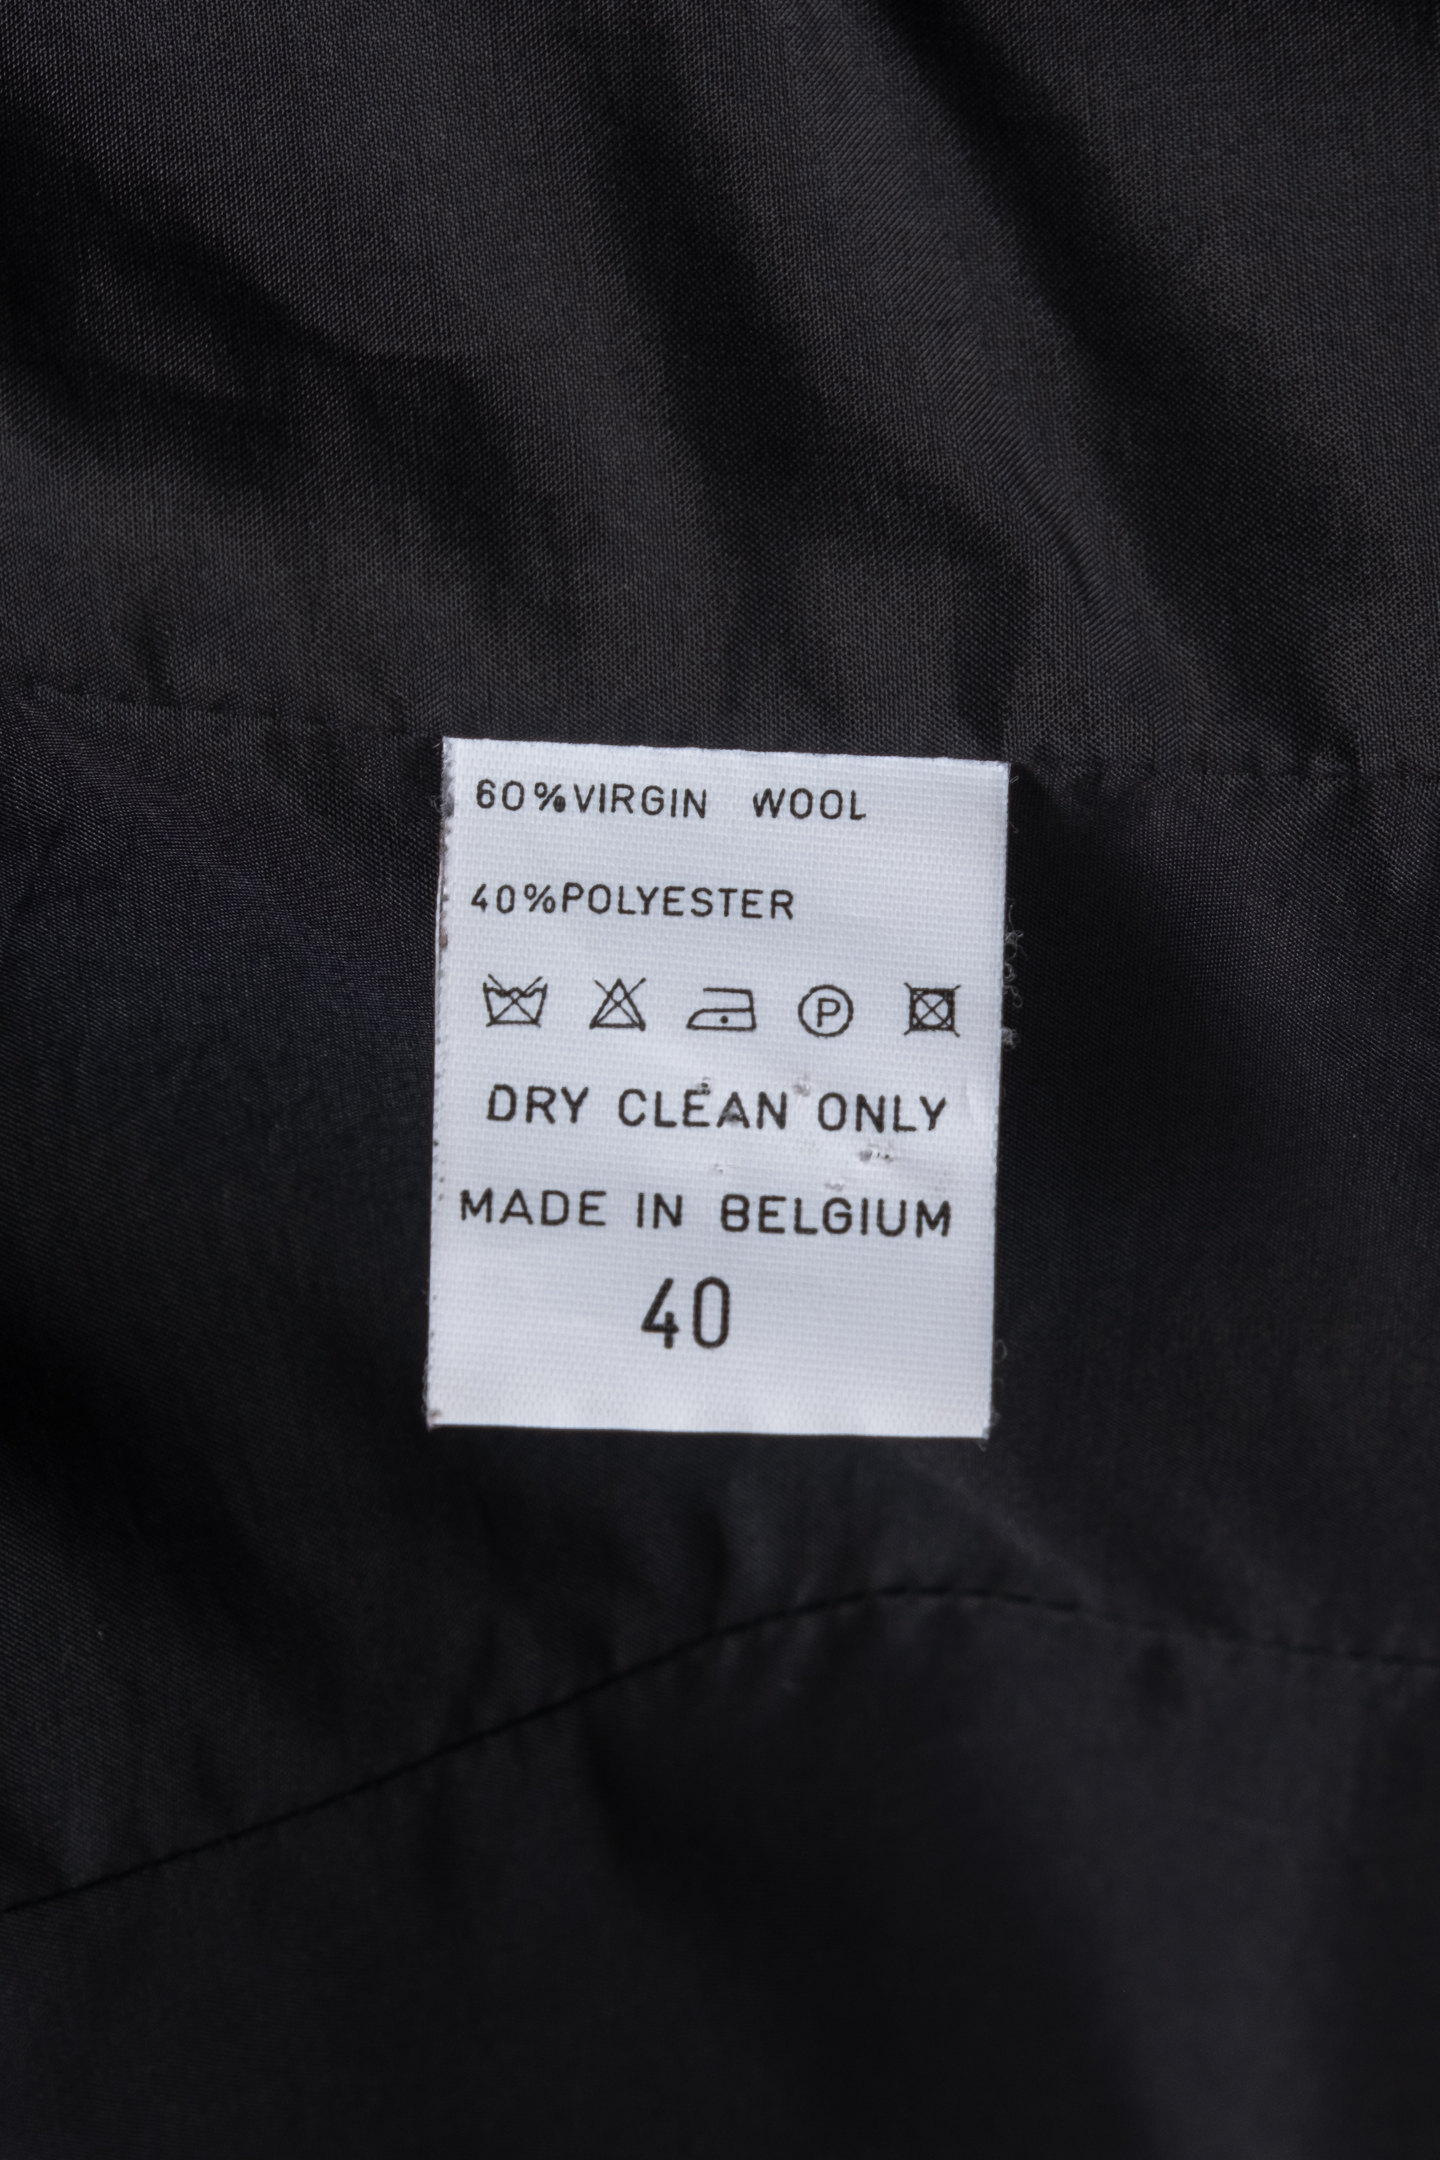 60%VIRGIN WOOL
40%POLYESTER
P
DRY CLEAN ONLY
MADE IN BELGIUM
40